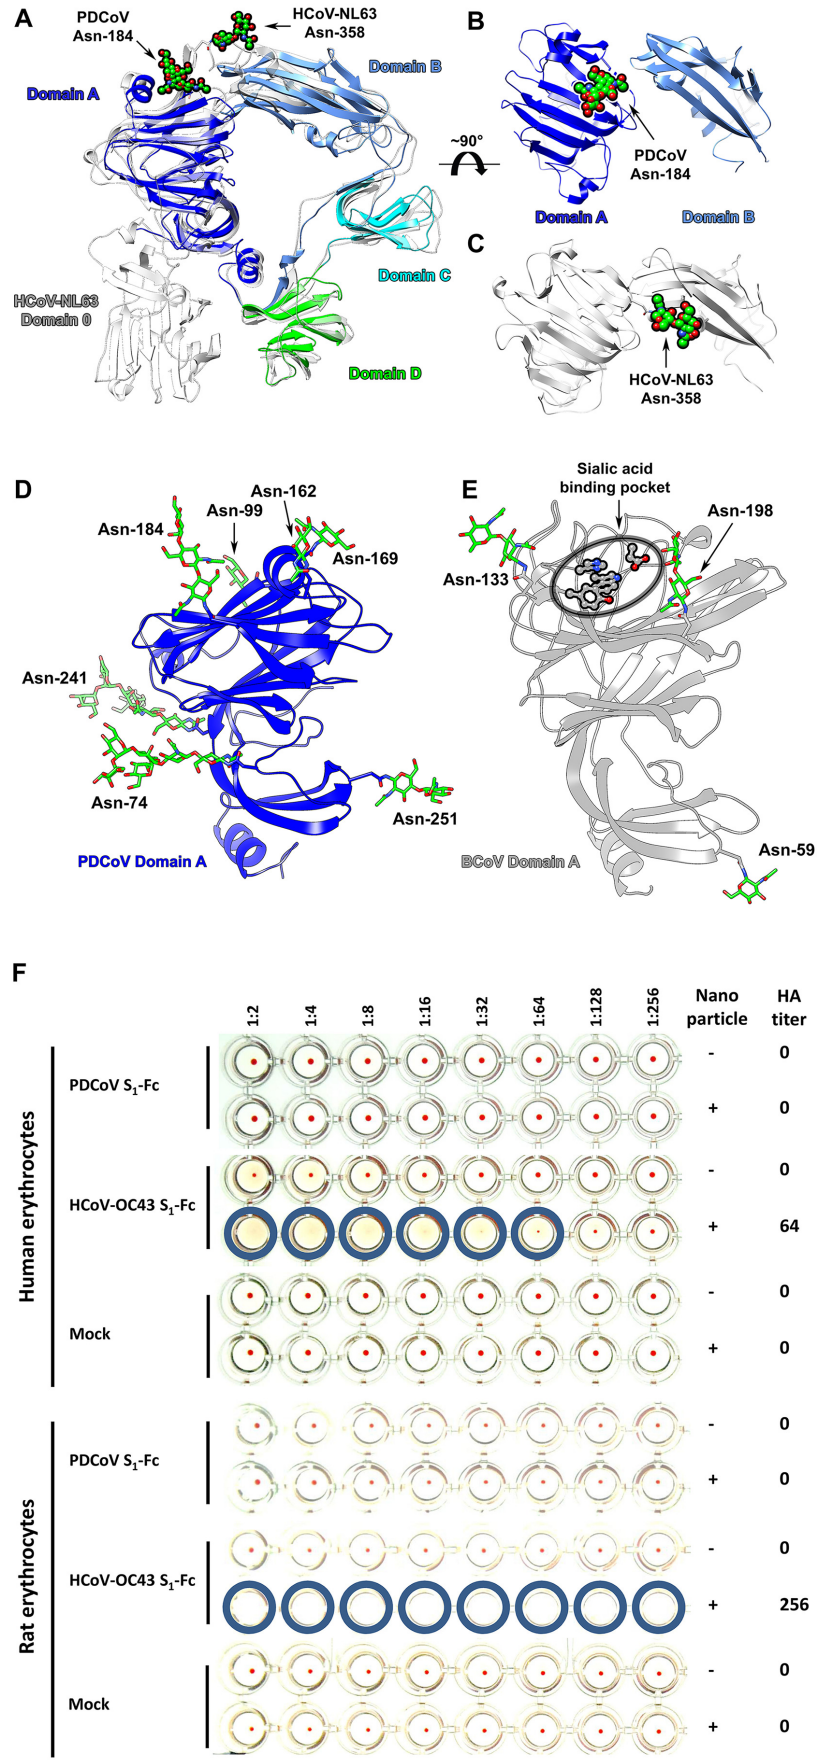 A
PDCoV
Asn-184
HCoV-NL63
Asn-358
Domain A
Domain B
HCoV-NL63
Domain 0
Domain C
Domain D
~90°
B
PDCoV
Asn-184
Domain A
Domain B
C
HCoV-NL63
Asn-358
D
Asn-184
Asn-99
Asn-162
Asn-169
Asn-241
Asn-74
Asn-251
PDCoV Domain A
E
Sialic acid
binding pocket
Asn-198
Asn-133
Asn-59
BCoV Domain A
F
1:2 1:4 1:8 1:16 1:32 1:64 1:128 1:256
Nano
particle
HA
titer
Human erythrocytes
PDCoV S1-Fc
- 0
+ 0
HCoV-OC43 S1-Fc
- 0
+ 64
Mock
- 0
+ 0
Rat erythrocytes
PDCoV S1-Fc
- 0
+ 0
HCoV-OC43 S1-Fc
- 0
+ 256
Mock
- 0
+ 0